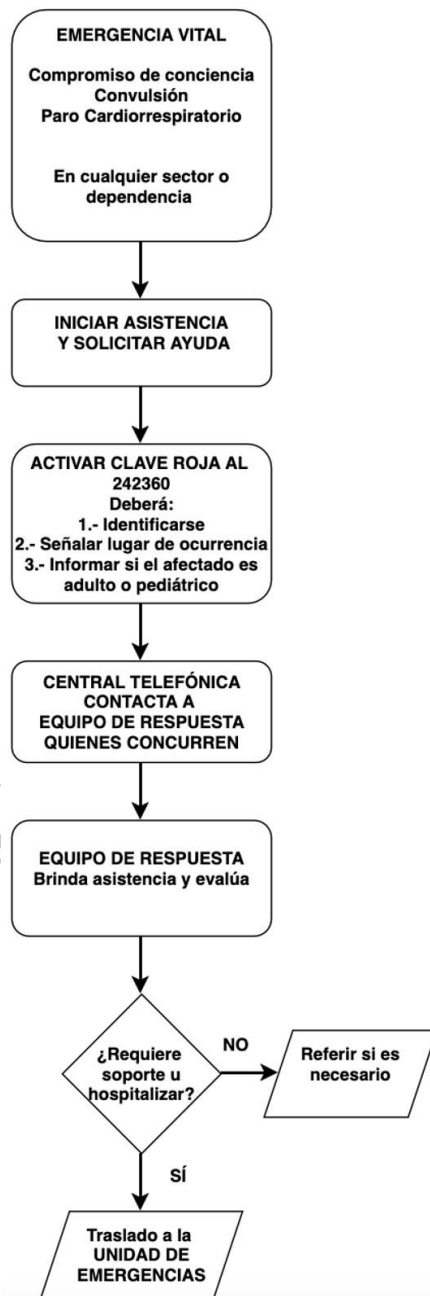 EMERGENCIA VITAL
Compromiso de conciencia
Convulsión
Paro Cardiorrespiratorio
En cualquier sector o
dependencia
INICIAR ASISTENCIA
Y SOLICITAR AYUDA
ACTIVAR CLAVE ROJA AL
242360
Deberá:
1.- Identificarse
2.- Señalar lugar de ocurrencia
3.- Informar si el afectado es
adulto o pediátrico
CENTRAL TELEFÓNICA
CONTACTA A
EQUIPO DE RESPUESTA
QUIENES CONCURREN
EQUIPO DE RESPUESTA
Brinda asistencia y evalúa
¿Requiere
soporte u
hospitalizar?
NO
Referir si es
necesario
SÍ
Traslado a la
UNIDAD DE
EMERGENCIAS